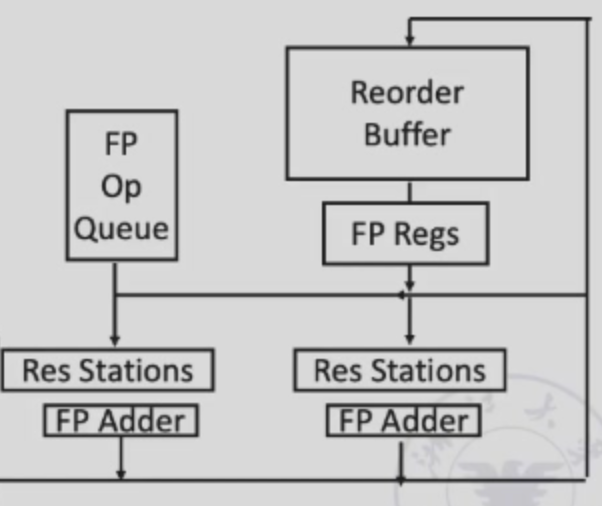 Reorder
Buffer
FP
Op
Queue
FP Regs
Res Stations
Res Stations
FP Adder
FP Adder